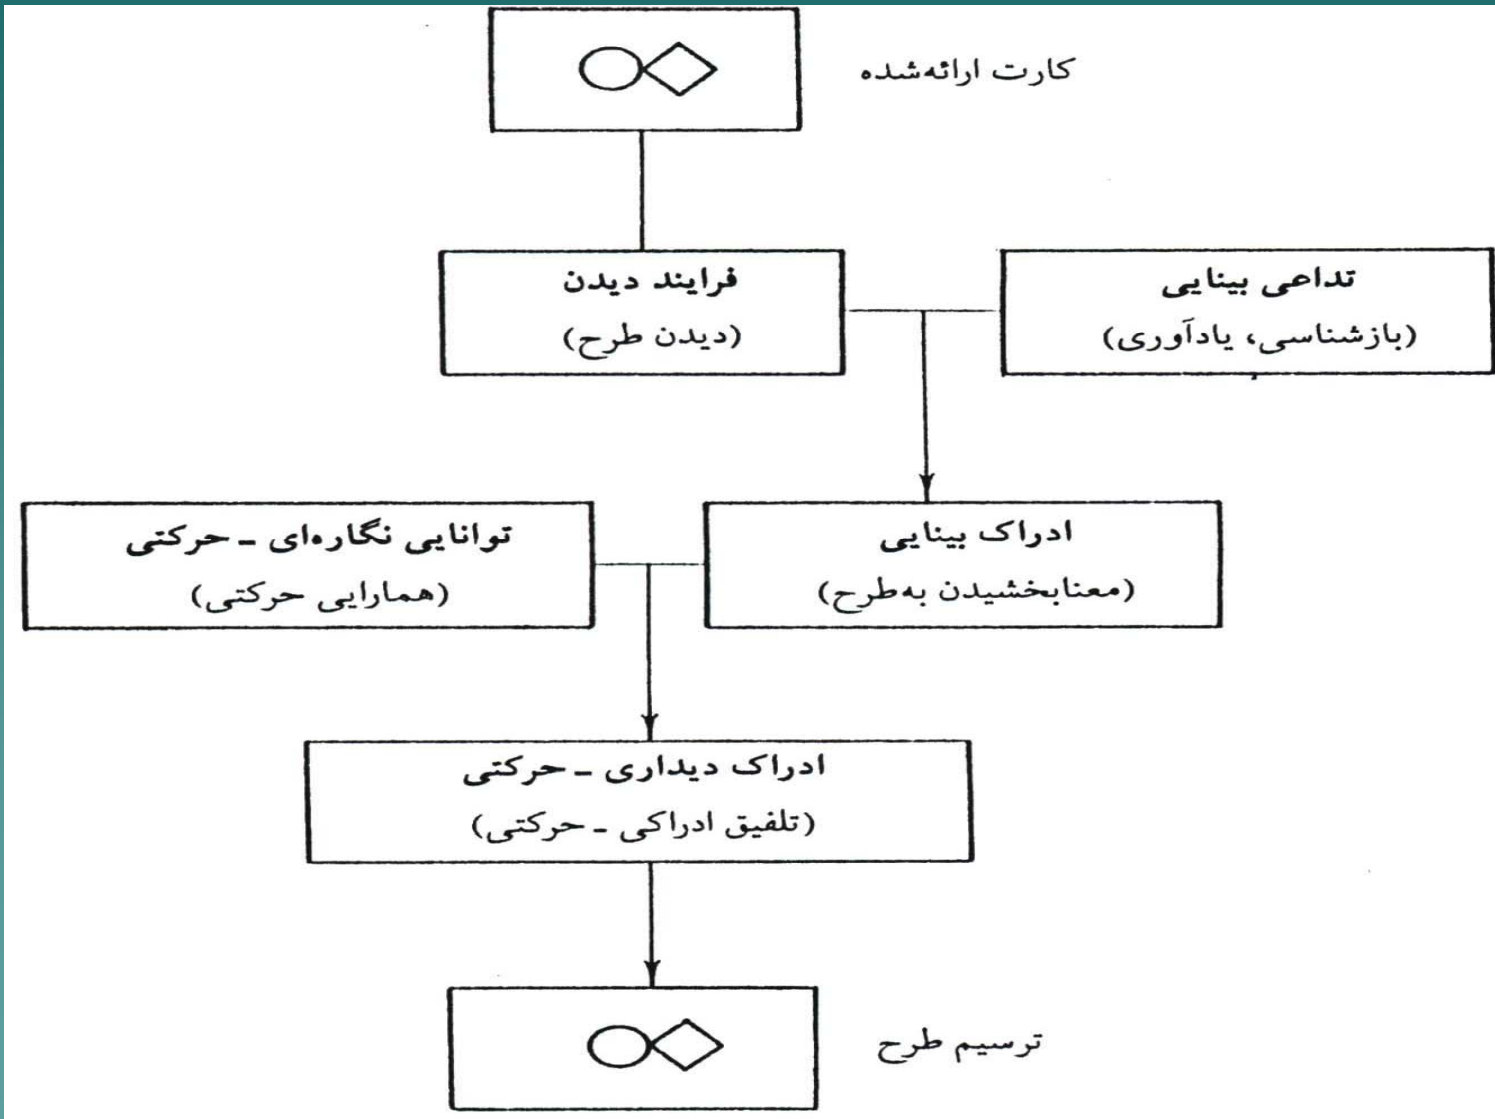 کارت ارائه‌شده
فرایند دیدن
(دیدن طرح)
تداعی بینایی
(بازشناسی، یادآوری)
ادراک بینایی
(معنابخشیدن به‌طرح)
توانایی نگاره‌ای - حرکتی
(همارایی حرکتی)
ادراک دیداری - حرکتی
(تلفیق ادراکی - حرکتی)
ترسیم طرح